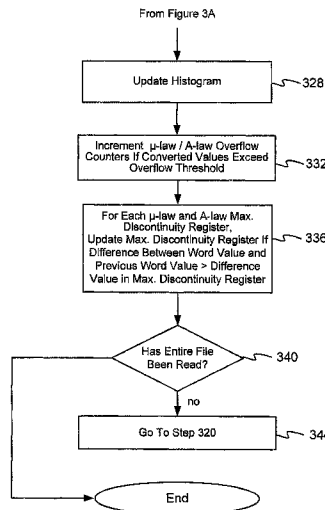 From Figure 3A
Update Histogram
328
Increment μ-law / A-law Overflow
Counters If Converted Values Exceed
Overflow Threshold
332
For Each μ-law and A-law Max.
Discontinuity Register,
Update Max. Discontinuity Register If
Difference Between Word Value and
Previous Word Value > Difference
Value in Max. Discontinuity Register
336
Has Entire File
Been Read?
340
no
Go To Step 320
344
End